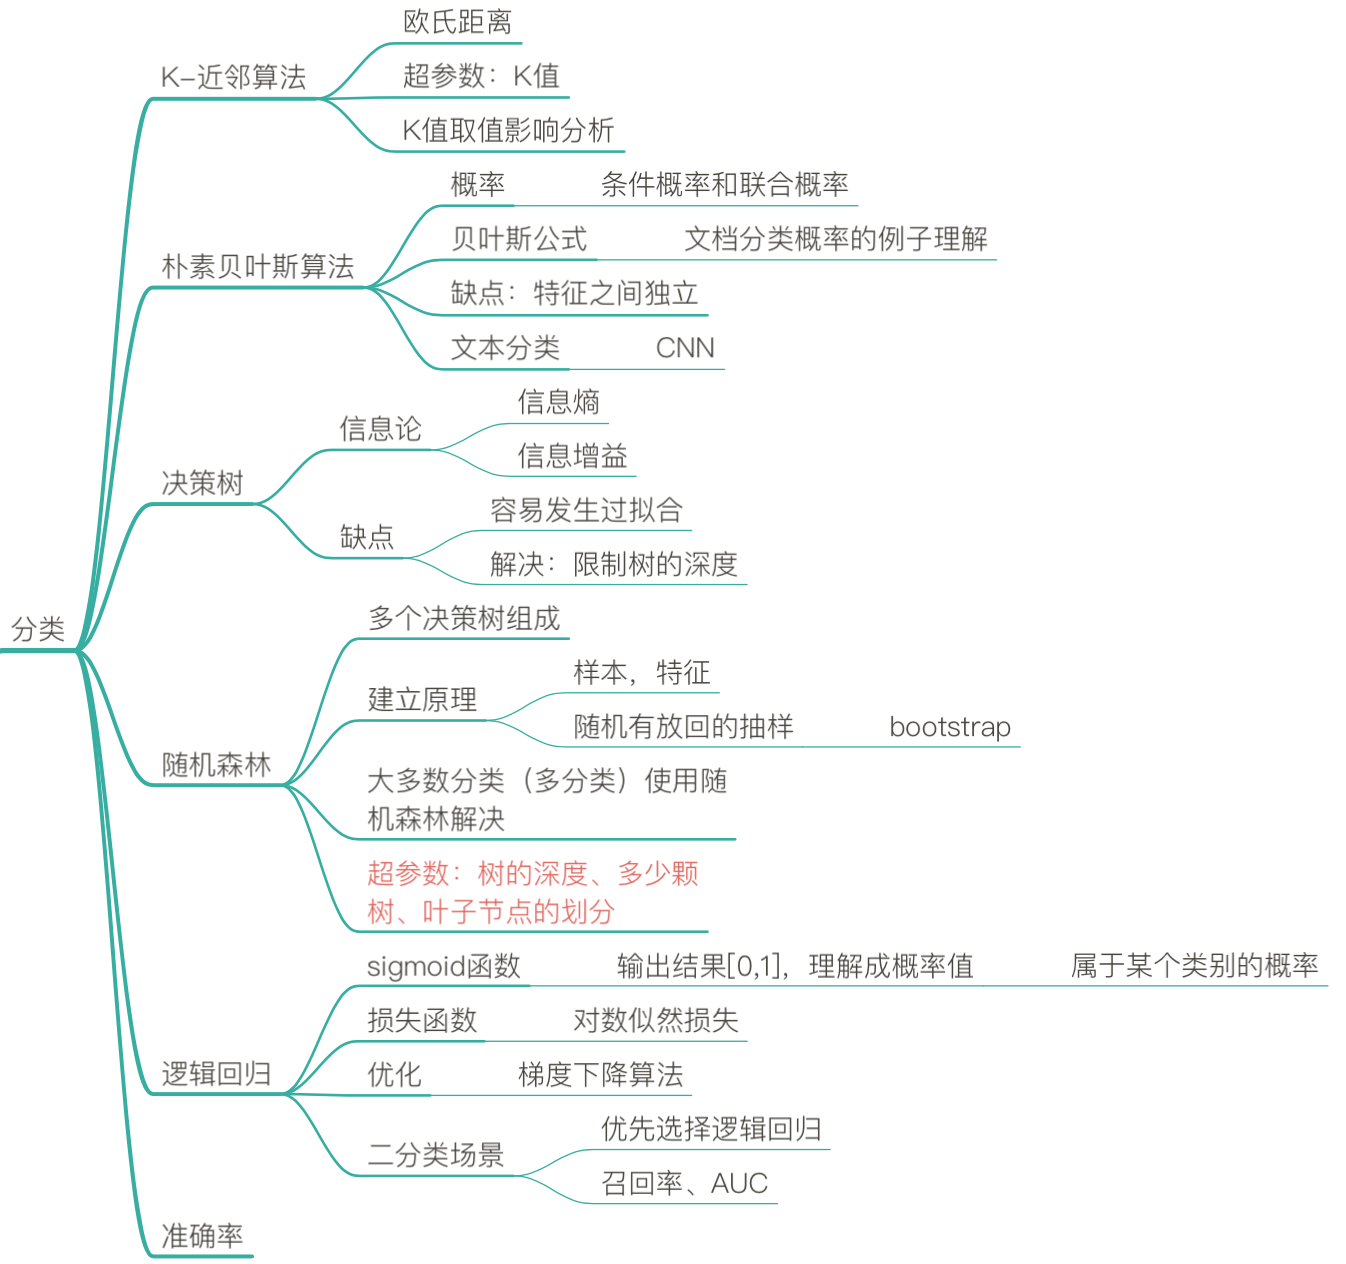 分类
K-近邻算法
欧氏距离
超参数：K值
K值取值影响分析
朴素贝叶斯算法
概率
条件概率和联合概率
贝叶斯公式
文档分类概率的例子理解
缺点：特征之间独立
文本分类
CNN
决策树
信息论
信息熵
信息增益
缺点
容易发生过拟合
解决：限制树的深度
随机森林
多个决策树组成
建立原理
样本，特征
随机有放回的抽样
bootstrap
大多数分类（多分类）使用随
机森林解决
超参数：树的深度、多少颗
树、叶子节点的划分
逻辑回归
sigmoid函数
输出结果[0,1]，理解成概率值
属于某个类别的概率
损失函数
对数似然损失
优化
梯度下降算法
二分类场景
优先选择逻辑回归
召回率、AUC
准确率